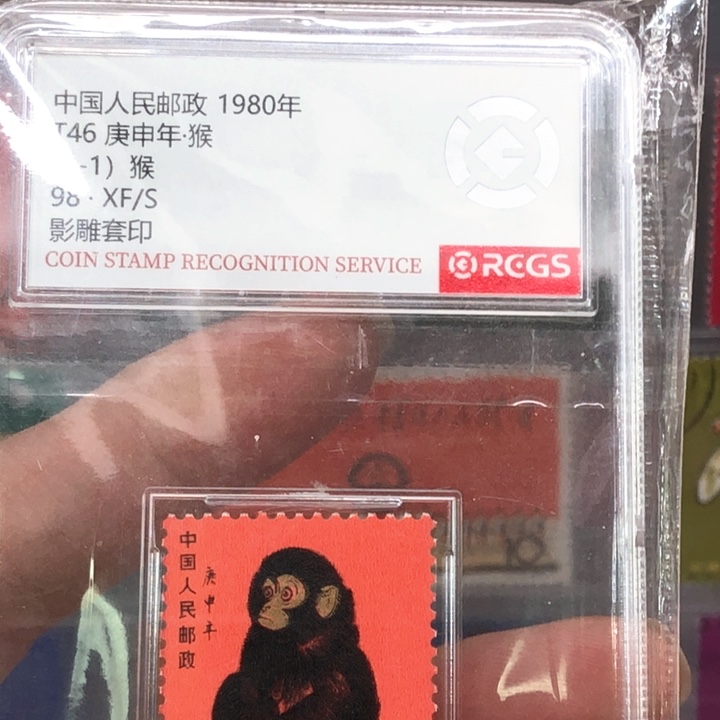 中国人民邮政 1980年
T46 庚申年·猴
-1）猴
98 · XF/S
影雕套印
COIN STAMP RECOGNITION SERVICE
RCGS
中国人民邮政
庚申年
10